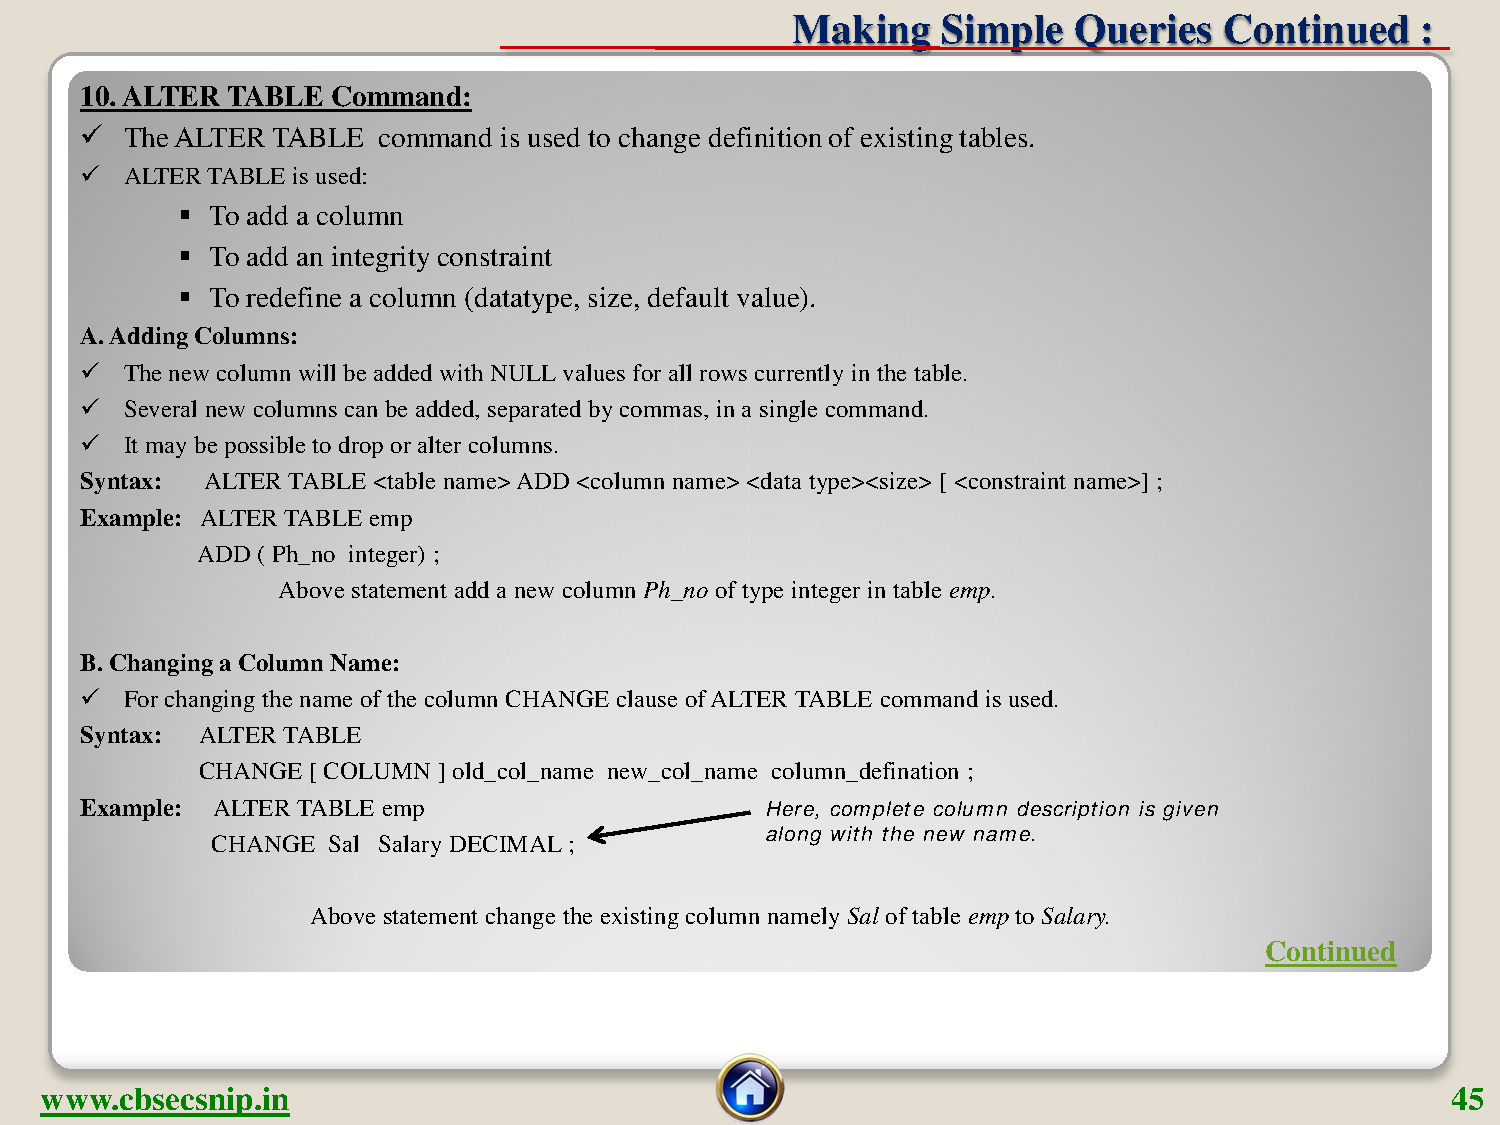 Making Simple Queries Continued :
10. ALTER TABLE Command:
✓ The ALTER TABLE command is used to change definition of existing tables.
✓ ALTER TABLE is used:
▪ To add a column
▪ To add an integrity constraint
▪ To redefine a column (datatype, size, default value).
A. Adding Columns:
✓ The new column will be added with NULL values for all rows currently in the table.
✓ Several new columns can be added, separated by commas, in a single command.
✓ It may be possible to drop or alter columns.
Syntax: ALTER TABLE <table name> ADD <column name> <data type><size> [ <constraint name>] ;
Example: ALTER TABLE emp
ADD ( Ph_no integer) ;
Above statement add a new column Ph_no of type integer in table emp.
B. Changing a Column Name:
✓ For changing the name of the column CHANGE clause of ALTER TABLE command is used.
Syntax: ALTER TABLE
CHANGE [ COLUMN ] old_col_name new_col_name column_defination ;
Example: ALTER TABLE emp
CHANGE Sal Salary DECIMAL ;
Here, complete column description is given
along with the new name.
Above statement change the existing column namely Sal of table emp to Salary.
Continued
www.cbsecsnip.in
45